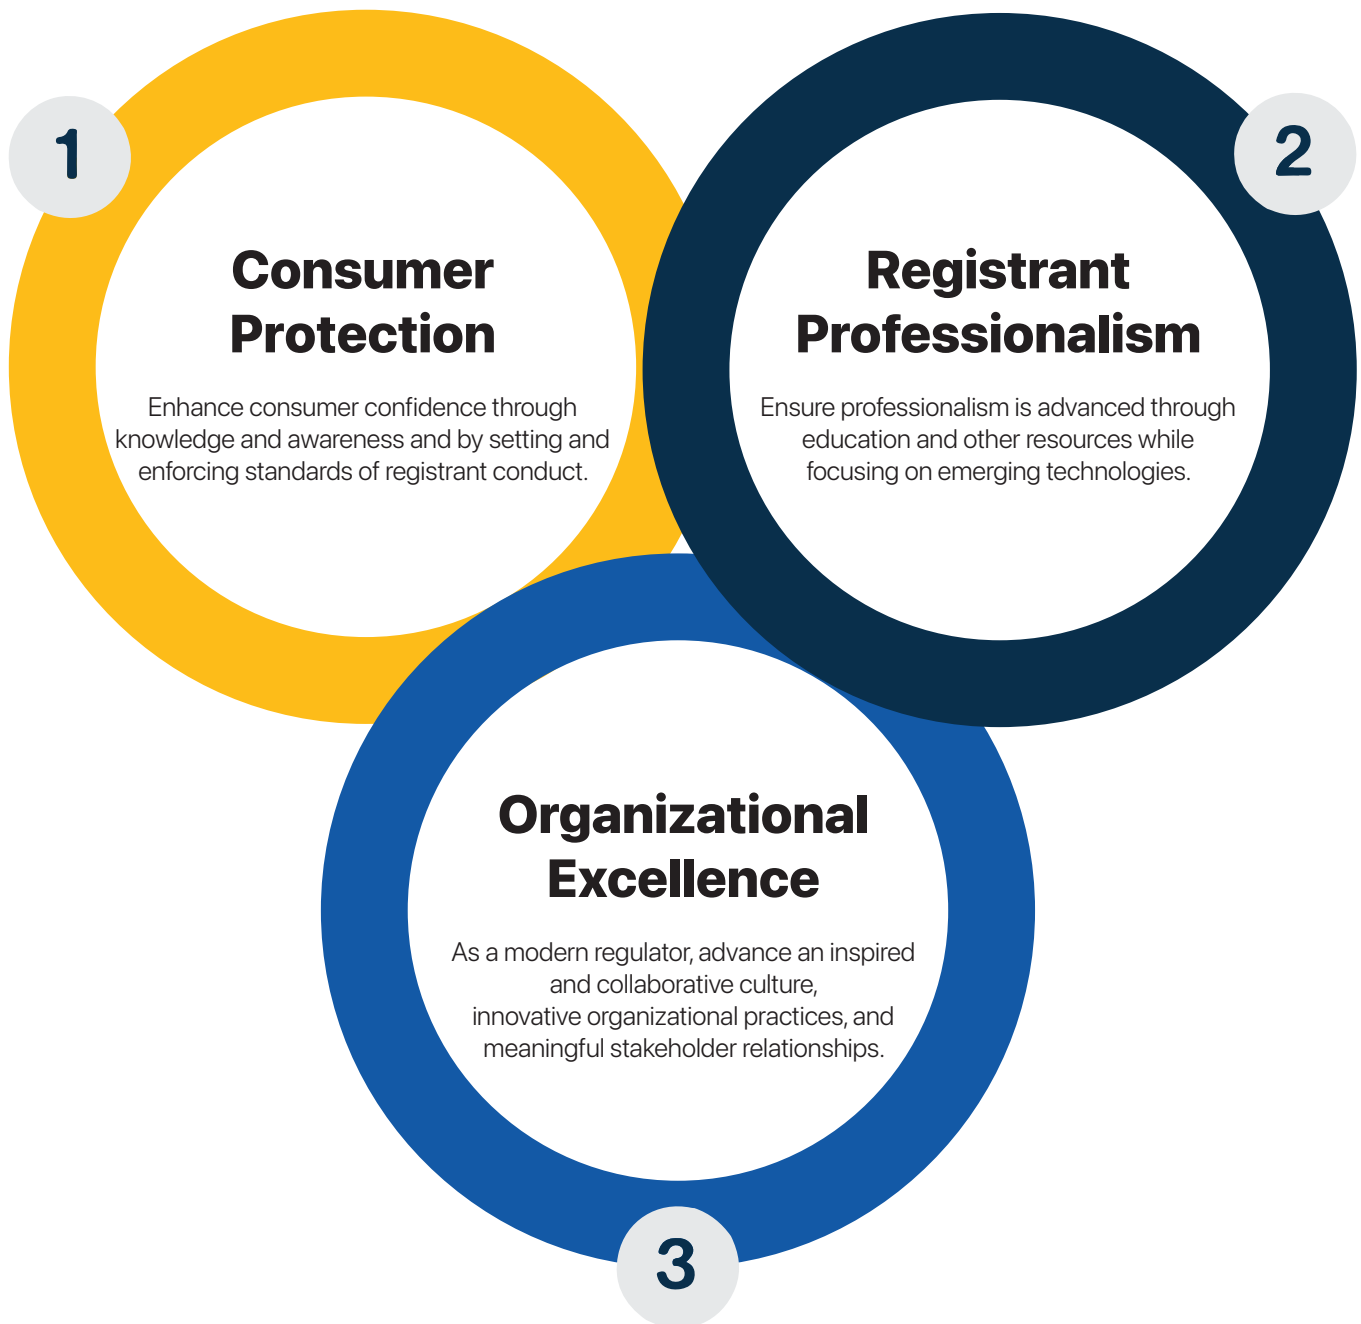 1
Consumer
Protection
Enhance consumer confidence through
knowledge and awareness and by setting and
enforcing standards of registrant conduct.
2
Registrant
Professionalism
Ensure professionalism is advanced through
education and other resources while
focusing on emerging technologies.
Organizational
Excellence
As a modern regulator, advance an inspired
and collaborative culture,
innovative organizational practices, and
meaningful stakeholder relationships.
3